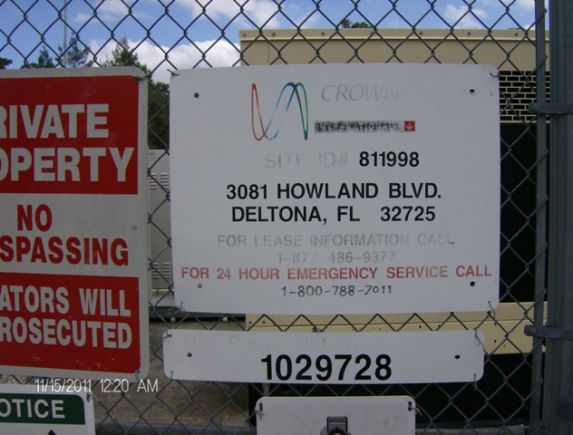 RIVATE
OPERTY
NO
SPASSING
ATORS WILL
ROSECUTED
OTICE
CROWN
SITE ID# 811998
3081 HOWLAND BLVD.
DELTONA, FL 32725
FOR LEASE INFORMATION CALL
1-877-486-9377
FOR 24 HOUR EMERGENCY SERVICE CALL
1-800-788-7011
1029728
11/15/2011 12:20 AM